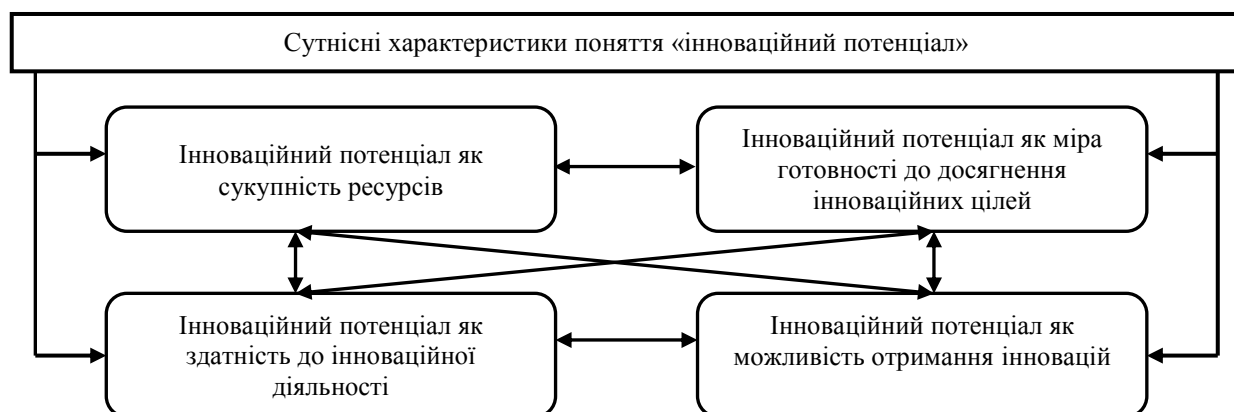 Сутнісні характеристики поняття «інноваційний потенціал»
Інноваційний потенціал як
сукупність ресурсів
Інноваційний потенціал як міра
готовності до досягнення
інноваційних цілей
Інноваційний потенціал як
здатність до інноваційної
діяльності
Інноваційний потенціал як
можливість отримання інновацій